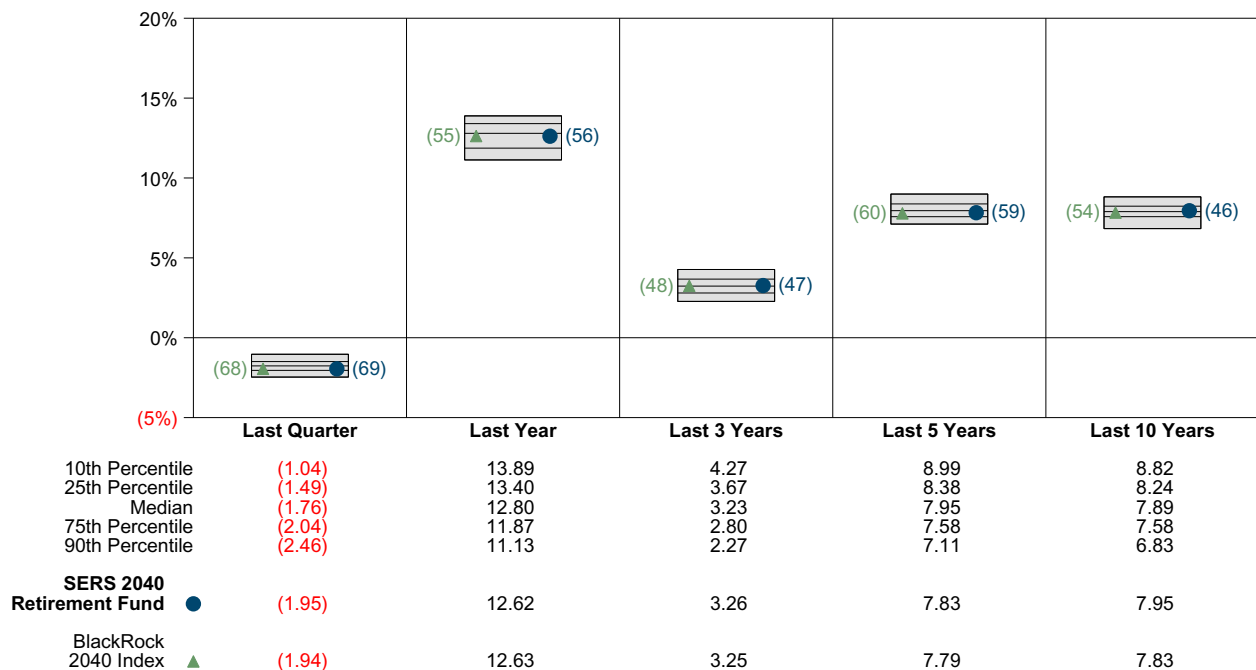 20%
15%
10%
5%
0%
(5%)
(68)
(69)
(55)
(56)
(48)
(47)
(60)
(59)
(54)
(46)
Last Quarter Last Year Last 3 Years Last 5 Years Last 10 Years
10th Percentile (1.04) 13.89 4.27 8.99 8.82
25th Percentile (1.49) 13.40 3.67 8.38 8.24
Median (1.76) 12.80 3.23 7.95 7.89
75th Percentile (2.04) 11.87 2.80 7.58 7.58
90th Percentile (2.46) 11.13 2.27 7.11 6.83
SERS 2040
Retirement Fund (1.95) 12.62 3.26 7.83 7.95
BlackRock
2040 Index (1.94) 12.63 3.25 7.79 7.83